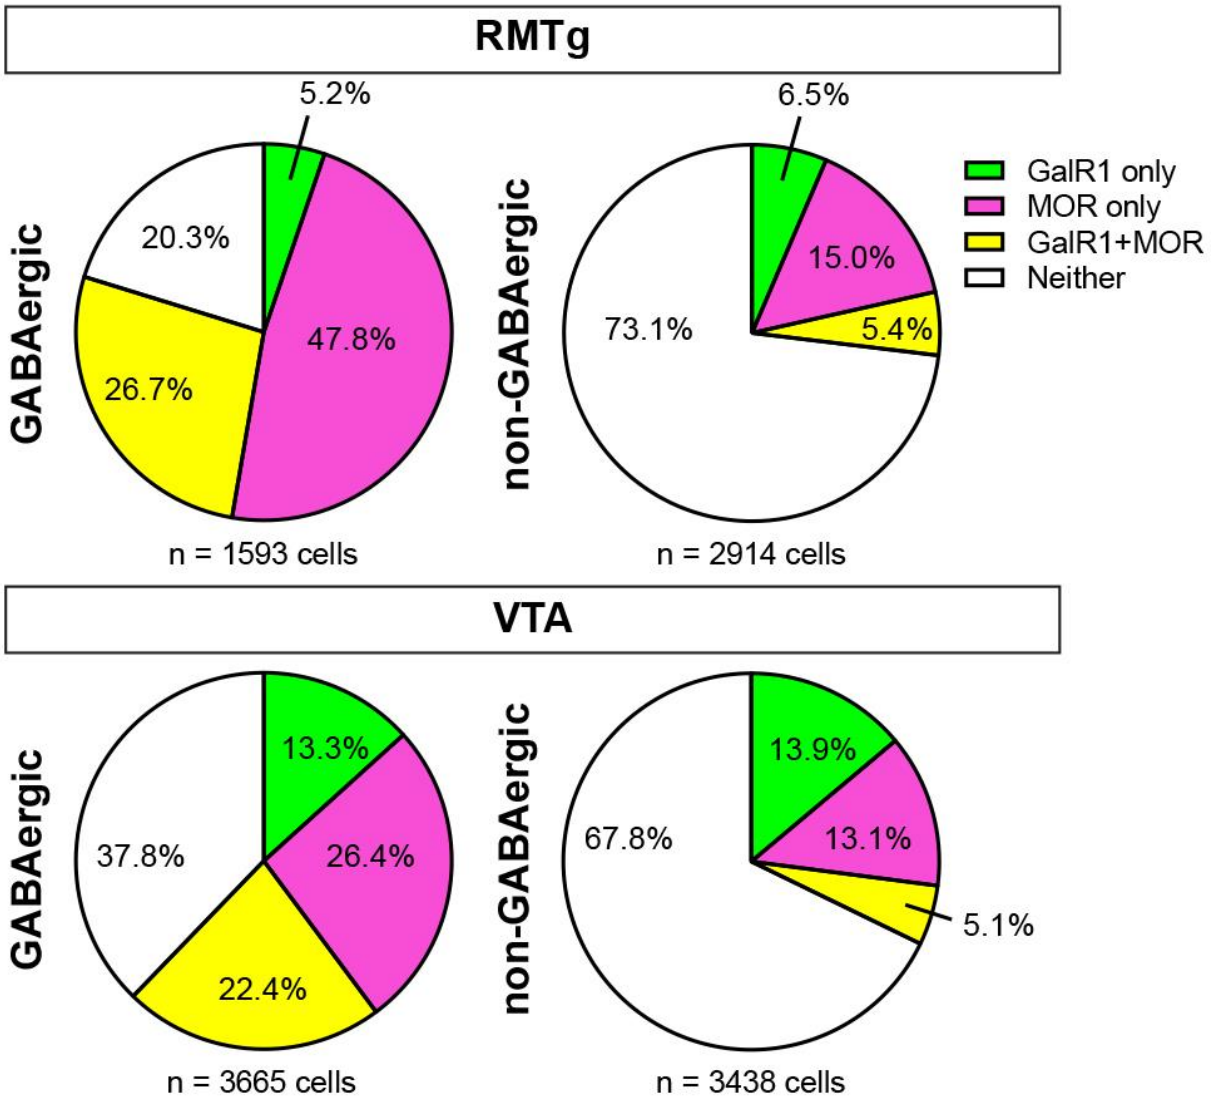 RMTg
5.2%
6.5%
GABAergic
20.3%
47.8%
26.7%
n = 1593 cells
non-GABAergic
73.1%
15.0%
5.4%
n = 2914 cells
GalR1 only
MOR only
GalR1+MOR
Neither
VTA
GABAergic
13.3%
37.8%
26.4%
22.4%
n = 3665 cells
non-GABAergic
13.9%
67.8%
13.1%
5.1%
n = 3438 cells